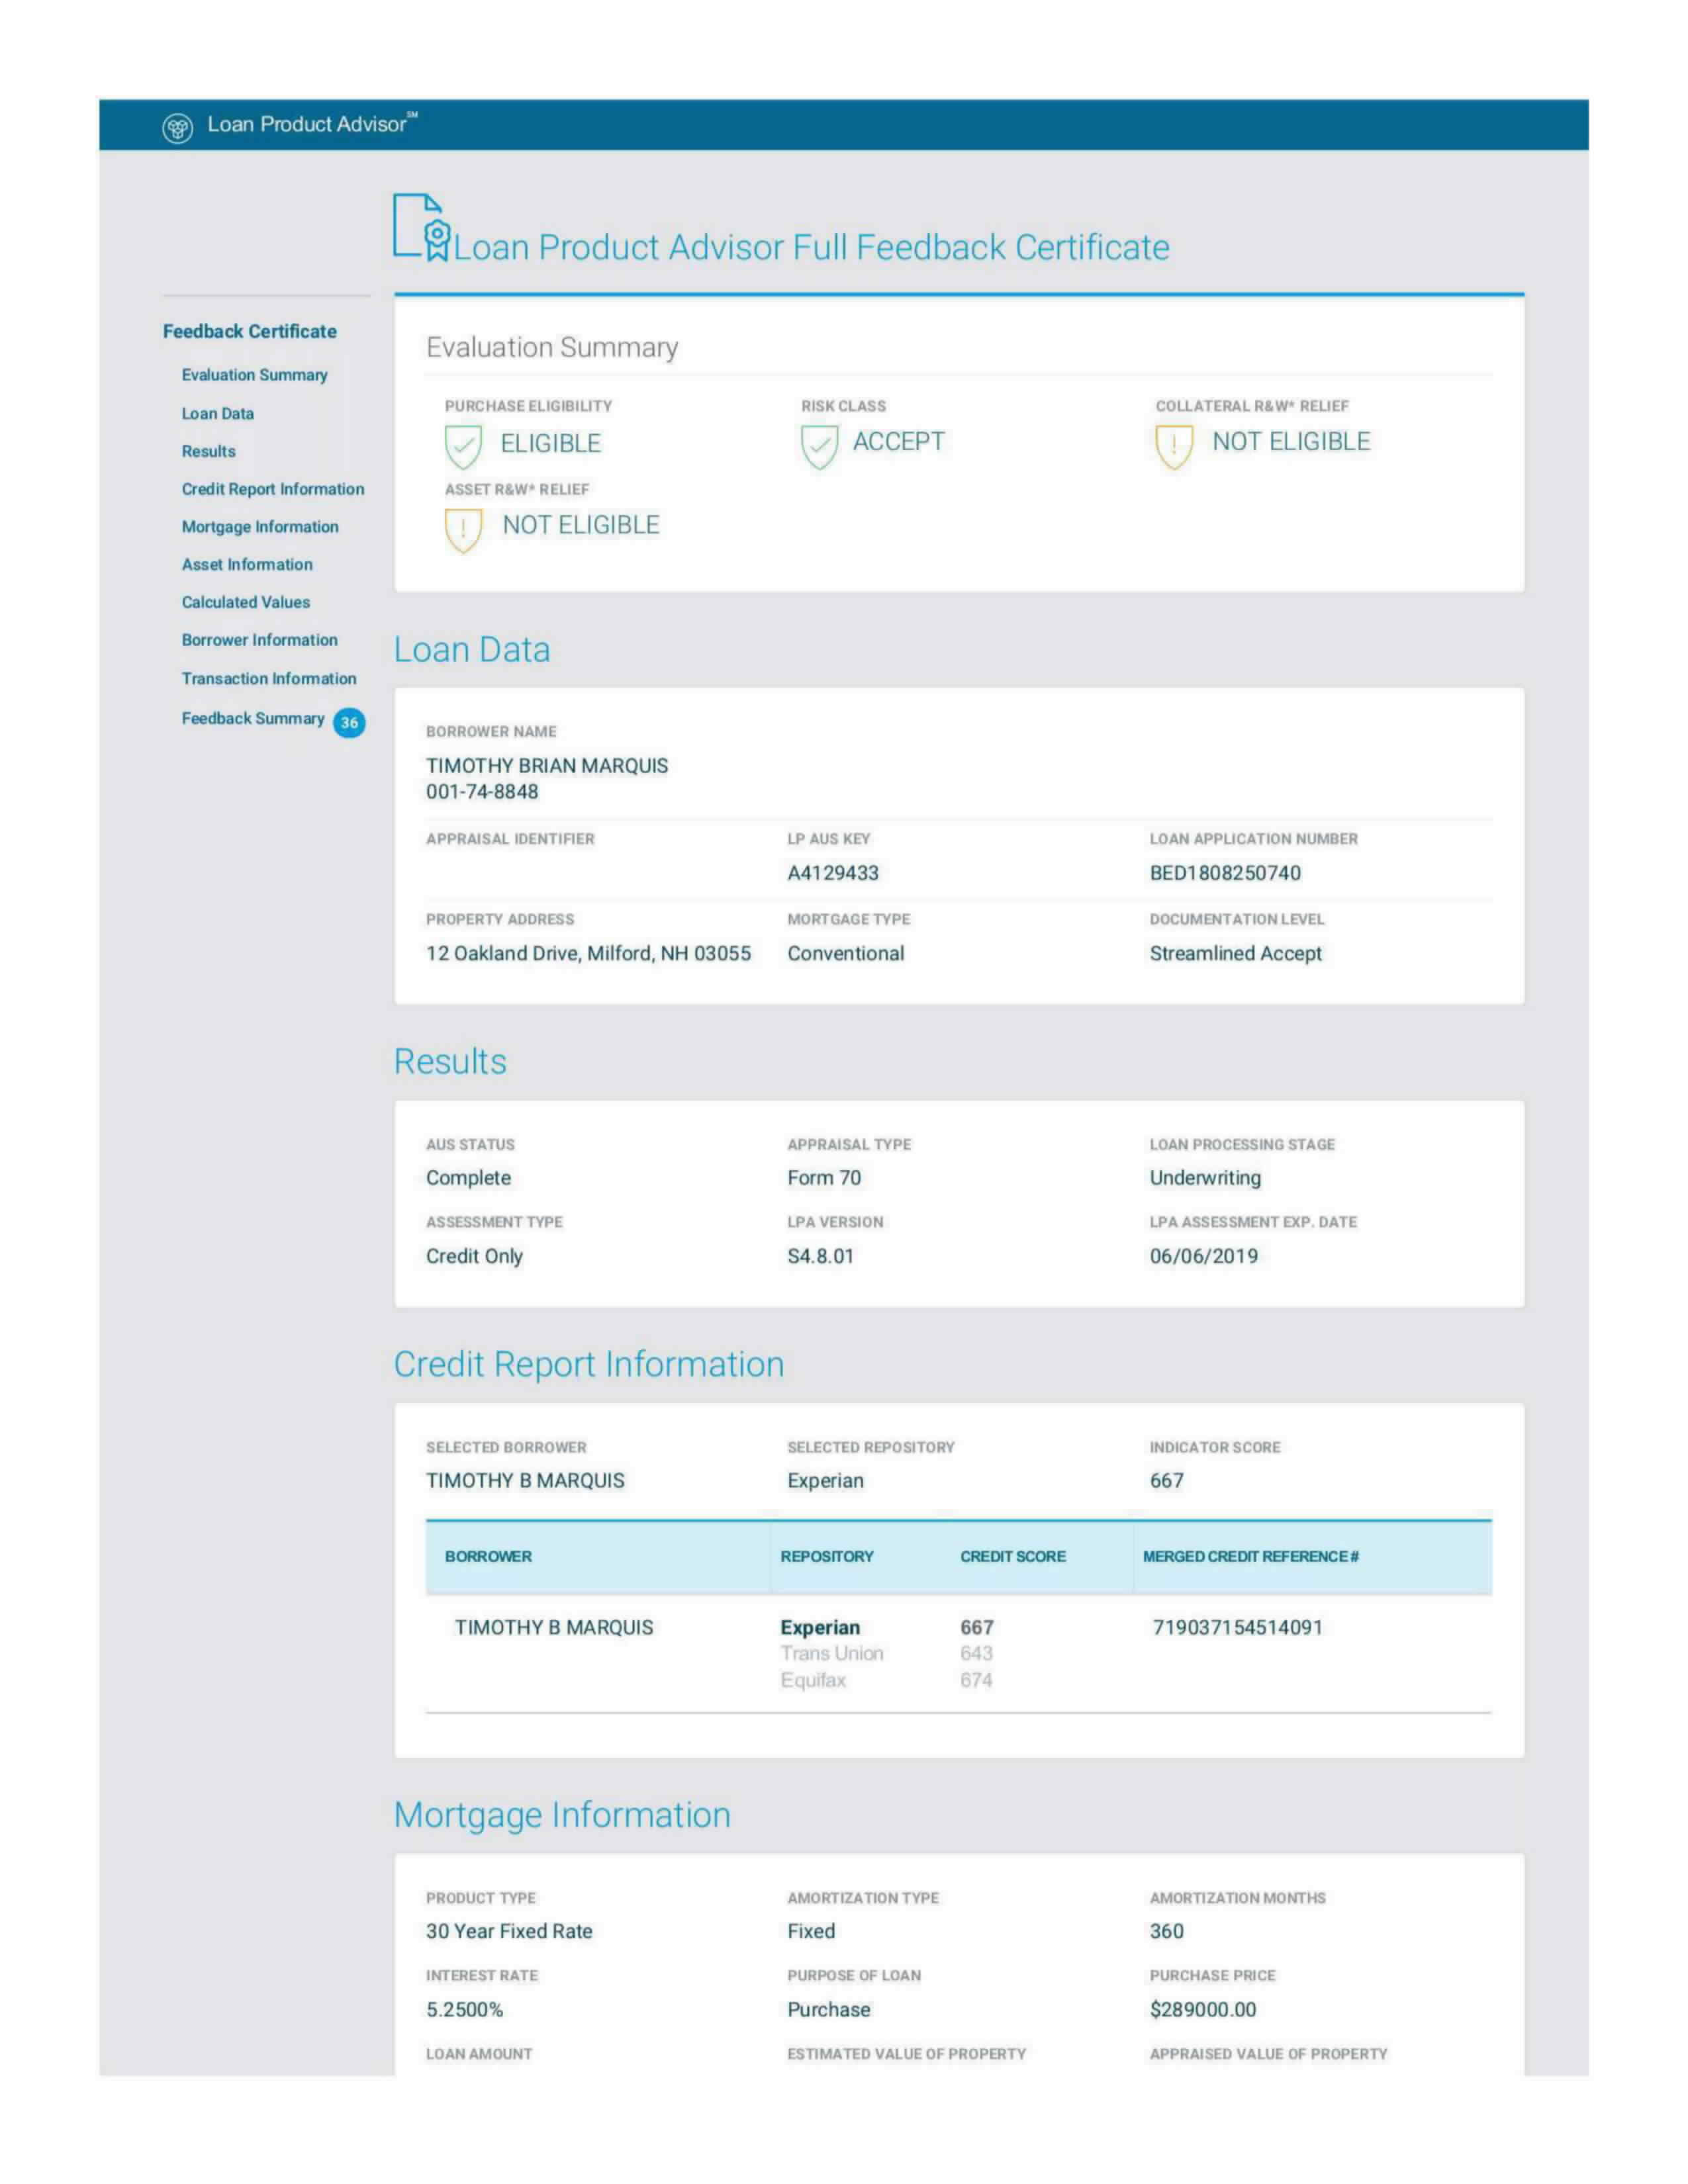 Loan Product Advisor℠
Loan Product Advisor Full Feedback Certificate
Feedback Certificate
Evaluation Summary
Loan Data
Results
Credit Report Information
Mortgage Information
Asset Information
Calculated Values
Borrower Information
Transaction Information
Feedback Summary 36
Evaluation Summary
PURCHASE ELIGIBILITY RISK CLASS COLLATERAL R&W* RELIEF
ELIGIBLE ACCEPT NOT ELIGIBLE
ASSET R&W* RELIEF
NOT ELIGIBLE
Loan Data
BORROWER NAME
TIMOTHY BRIAN MARQUIS
001-74-8848
APPRAISAL IDENTIFIER LP AUS KEY LOAN APPLICATION NUMBER
A4129433 BED1808250740
PROPERTY ADDRESS MORTGAGE TYPE DOCUMENTATION LEVEL
12 Oakland Drive, Milford, NH 03055 Conventional Streamlined Accept
Results
AUS STATUS APPRAISAL TYPE LOAN PROCESSING STAGE
Complete Form 70 Underwriting
ASSESSMENT TYPE LPA VERSION LPA ASSESSMENT EXP. DATE
Credit Only S4.8.01 06/06/2019
Credit Report Information
SELECTED BORROWER SELECTED REPOSITORY INDICATOR SCORE
TIMOTHY B MARQUIS Experian 667
BORROWER REPOSITORY CREDIT SCORE MERGED CREDIT REFERENCE #
TIMOTHY B MARQUIS Experian 667 719037154514091
Trans Union 643
Equifax 674
Mortgage Information
PRODUCT TYPE AMORTIZATION TYPE AMORTIZATION MONTHS
30 Year Fixed Rate Fixed 360
INTEREST RATE PURPOSE OF LOAN PURCHASE PRICE
5.2500% Purchase $289000.00
LOAN AMOUNT ESTIMATED VALUE OF PROPERTY APPRAISED VALUE OF PROPERTY